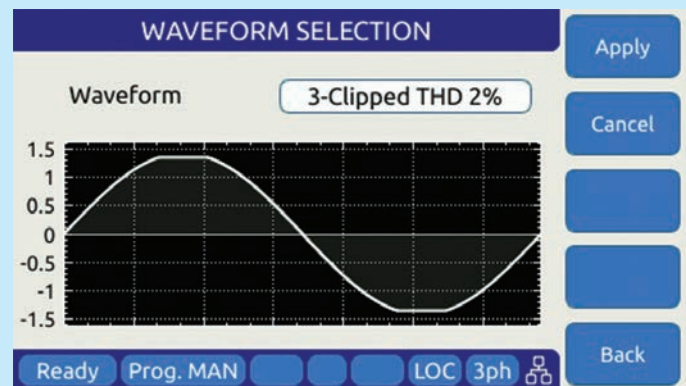 WAVEFORM SELECTION
Apply
Waveform
3-Clipped THD 2%
Cancel
1.5
1
0.5
0
-0.5
-1
-1.5
Back
Ready Prog. MAN LOC 3ph